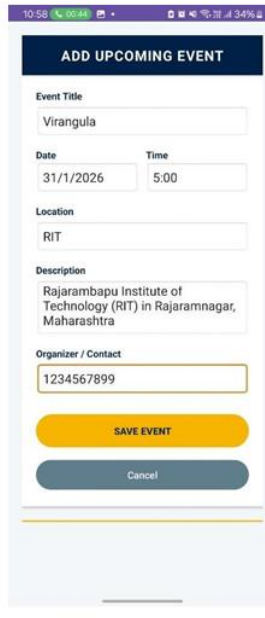 10:58 00:44 34%
ADD UPCOMING EVENT
Event Title
Virangula
Date Time
31/1/2026 5:00
Location
RIT
Description
Rajarambapu Institute of
Technology (RIT) in Rajaramnagar,
Maharashtra
Organizer / Contact
1234567899
SAVE EVENT
Cancel